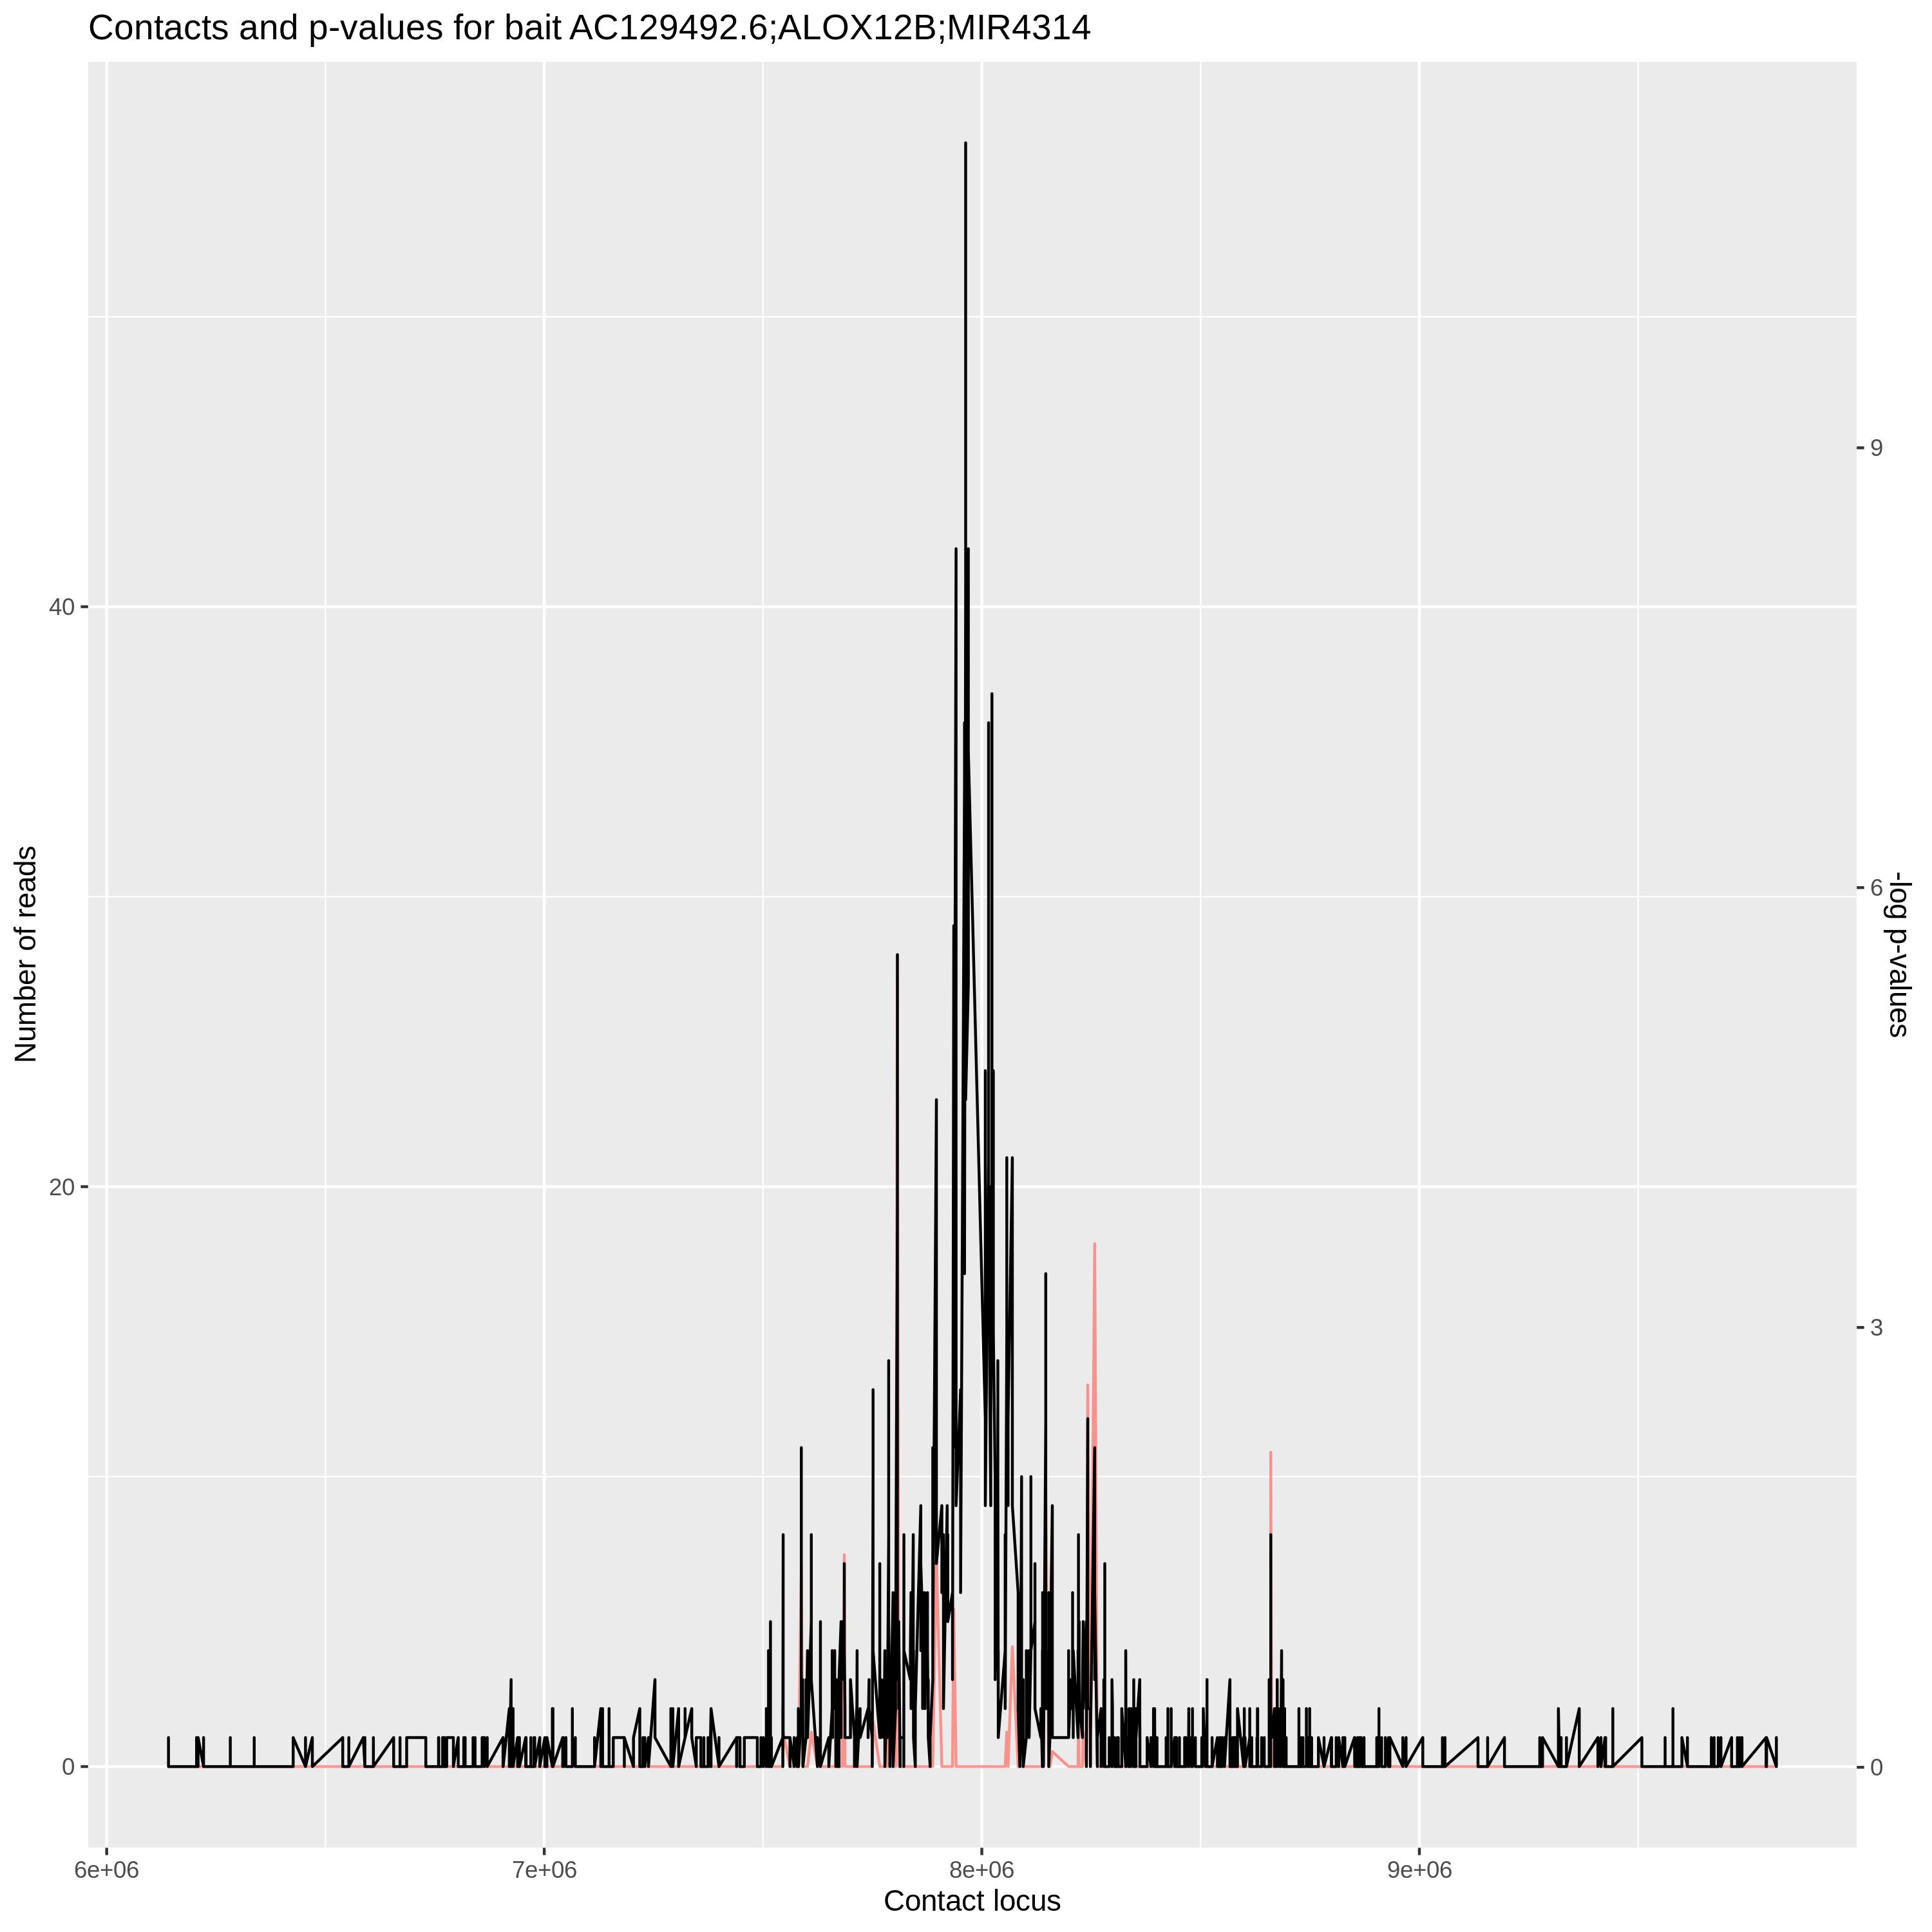 Contacts and p-values for bait AC129492.6;ALOX12B;MIR4314
Number of reads
40
20
0
9
6
3
0
-log p-values
6e+06
7e+06
8e+06
9e+06
Contact locus